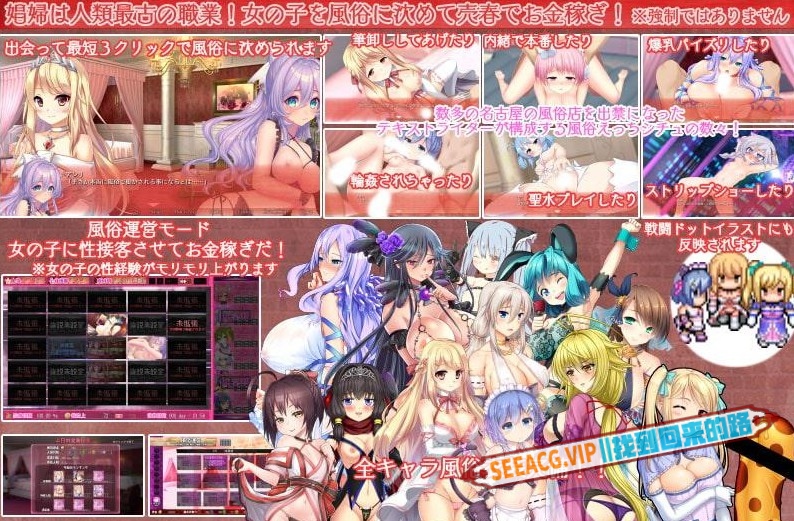 娼婦は人類最古の職業！女の子を風俗に沈めて売春でお金稼ぎ！ ※強制ではありません
出会って最短３クリックで風俗に沈められます
筆卸ししてあげたり
内緒で本番したり
爆乳パイズリしたり
数多の名古屋の風俗店を出禁になった
テキストライターが構成する風俗えっちシチュの数々！
輪姦されちゃったり
聖水プレイしたり
ストリップショーしたり
風俗運営モード
女の子に性接客させてお金稼ぎだ！
※女の子の性経験がモリモリ上がります
戦闘ドットイラストにも
反映されます
全キャラ風俗
SEEACG.VIP||找到回来的路